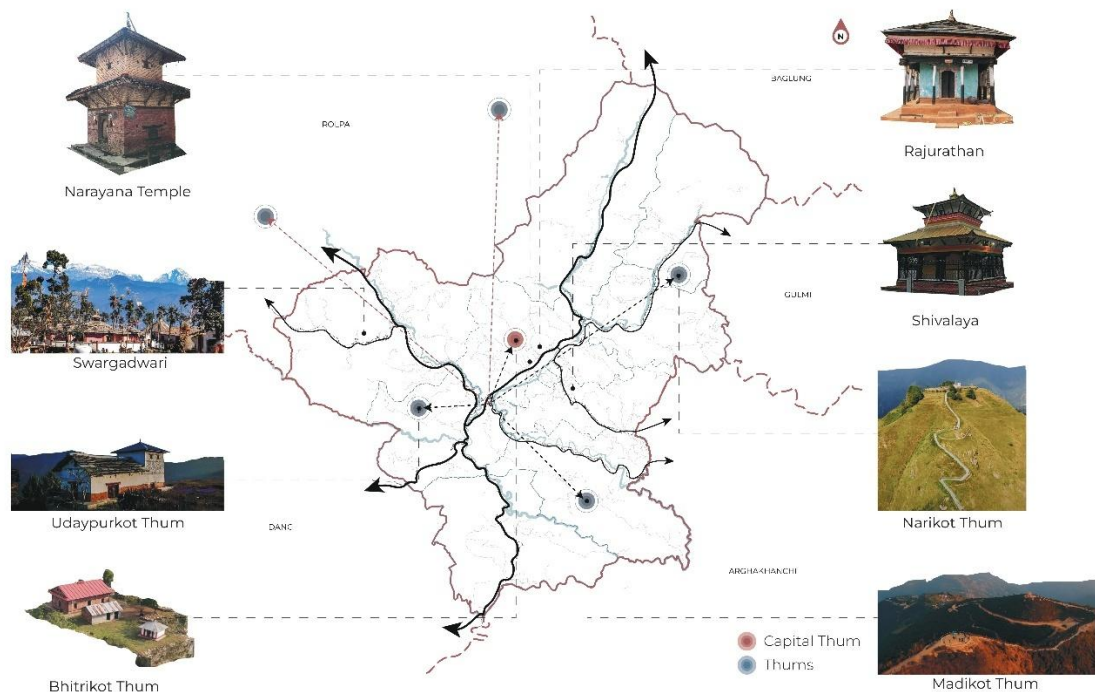 N
BAGLUNG
ROLPA
Narayana Temple
Rajurathan
GULMI
Swargadwari
Shivalaya
Udaypurkot Thum
Narikot Thum
DANG
ARGHAKHANCHI
Capital Thum
Thums
Bhitrikot Thum
Madikot Thum